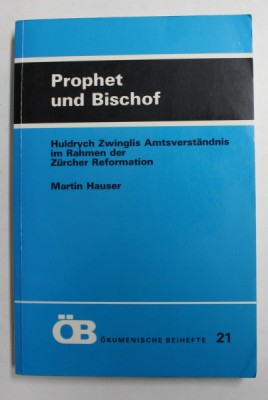 Prophet
und Bischof
Huldrych Zwinglis Amtsverständnis
im Rahmen der
Zürcher Reformation
Martin Hauser
ÖB ÖKUMENISCHE BEIHEFTE 21